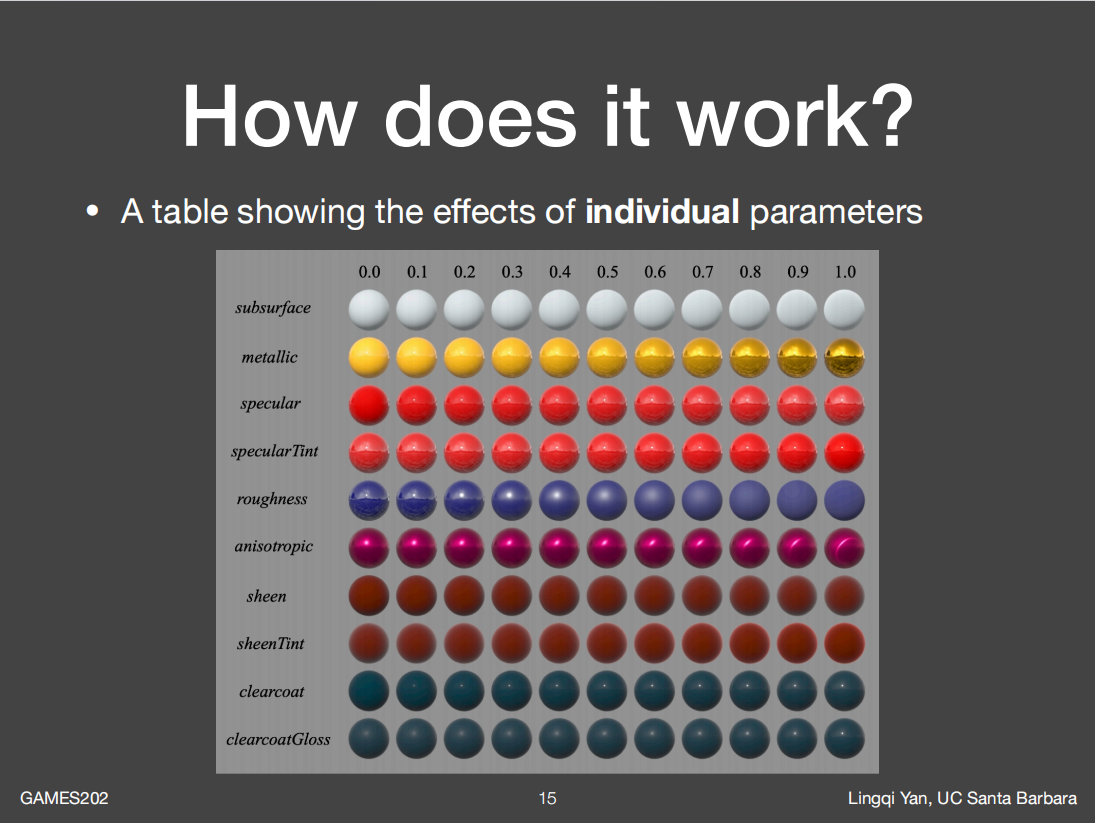 How does it work?
• A table showing the effects of individual parameters
0.0 0.1 0.2 0.3 0.4 0.5 0.6 0.7 0.8 0.9 1.0
subsurface
metallic
specular
specularTint
roughness
anisotropic
sheen
sheenTint
clearcoat
clearcoatGloss
GAMES202 15 Lingqi Yan, UC Santa Barbara